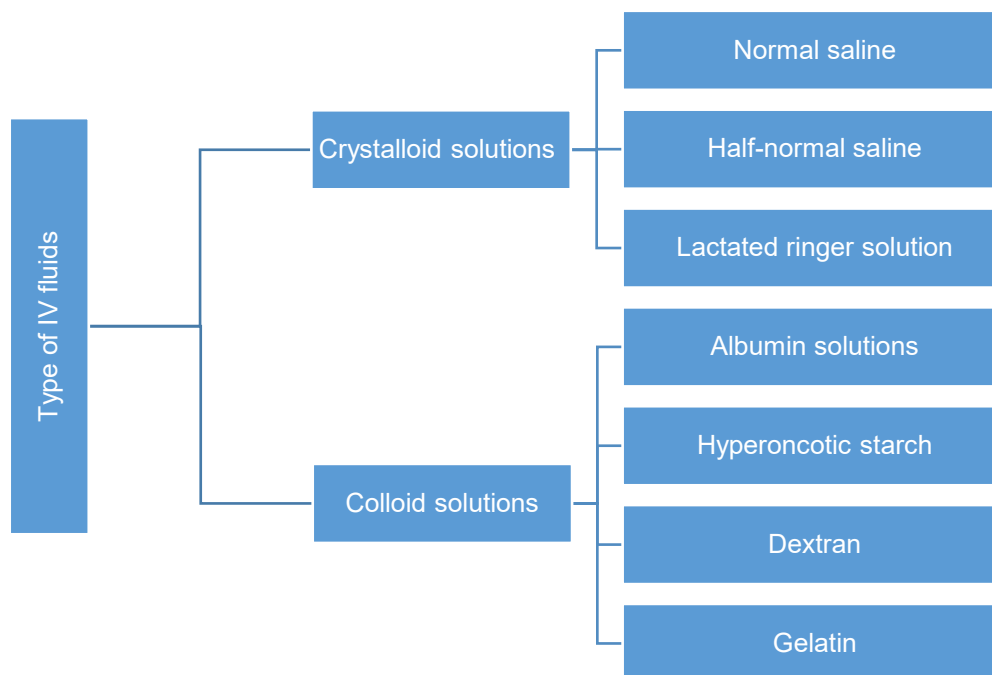 Type of IV fluids
Crystalloid solutions
Normal saline
Half-normal saline
Lactated ringer solution
Colloid solutions
Albumin solutions
Hyperoncotic starch
Dextran
Gelatin